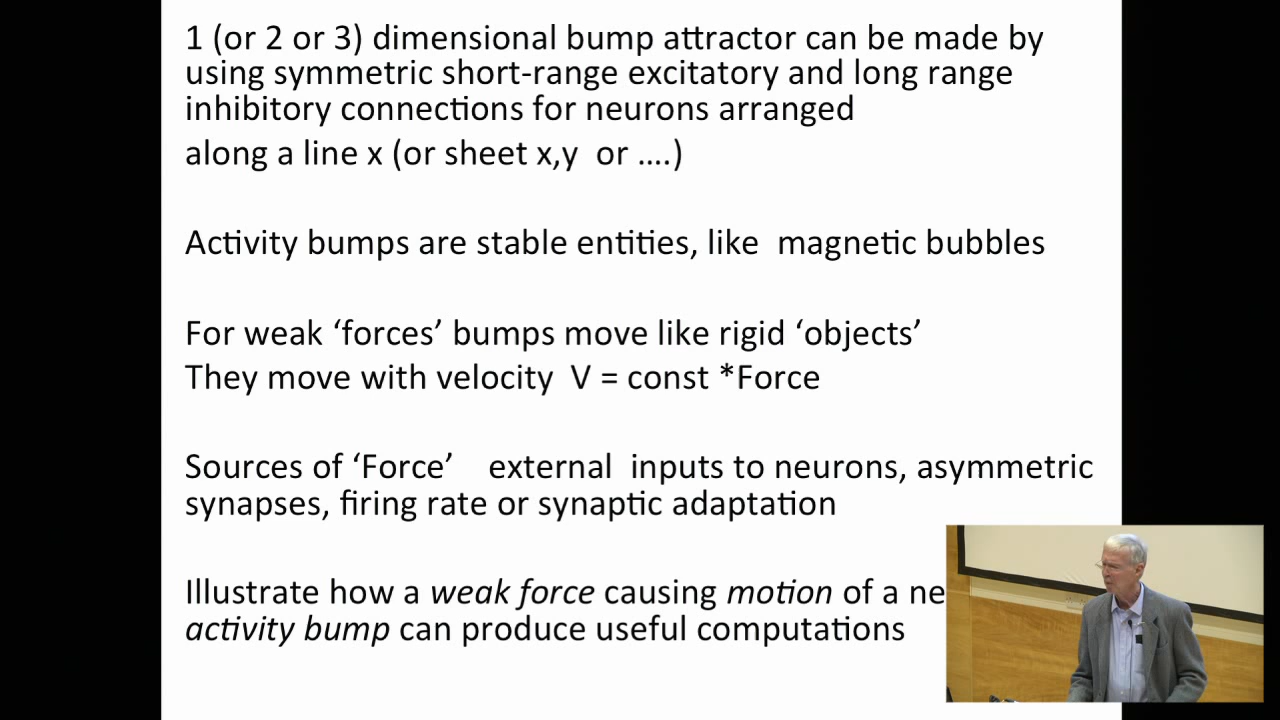 1 (or 2 or 3) dimensional bump attractor can be made by
using symmetric short-range excitatory and long range
inhibitory connections for neurons arranged
along a line x (or sheet x,y or ....)
Activity bumps are stable entities, like magnetic bubbles
For weak ‘forces’ bumps move like rigid ‘objects’
They move with velocity V = const *Force
Sources of ‘Force’ external inputs to neurons, asymmetric
synapses, firing rate or synaptic adaptation
Illustrate how a weak force causing motion of a ne
activity bump can produce useful computations